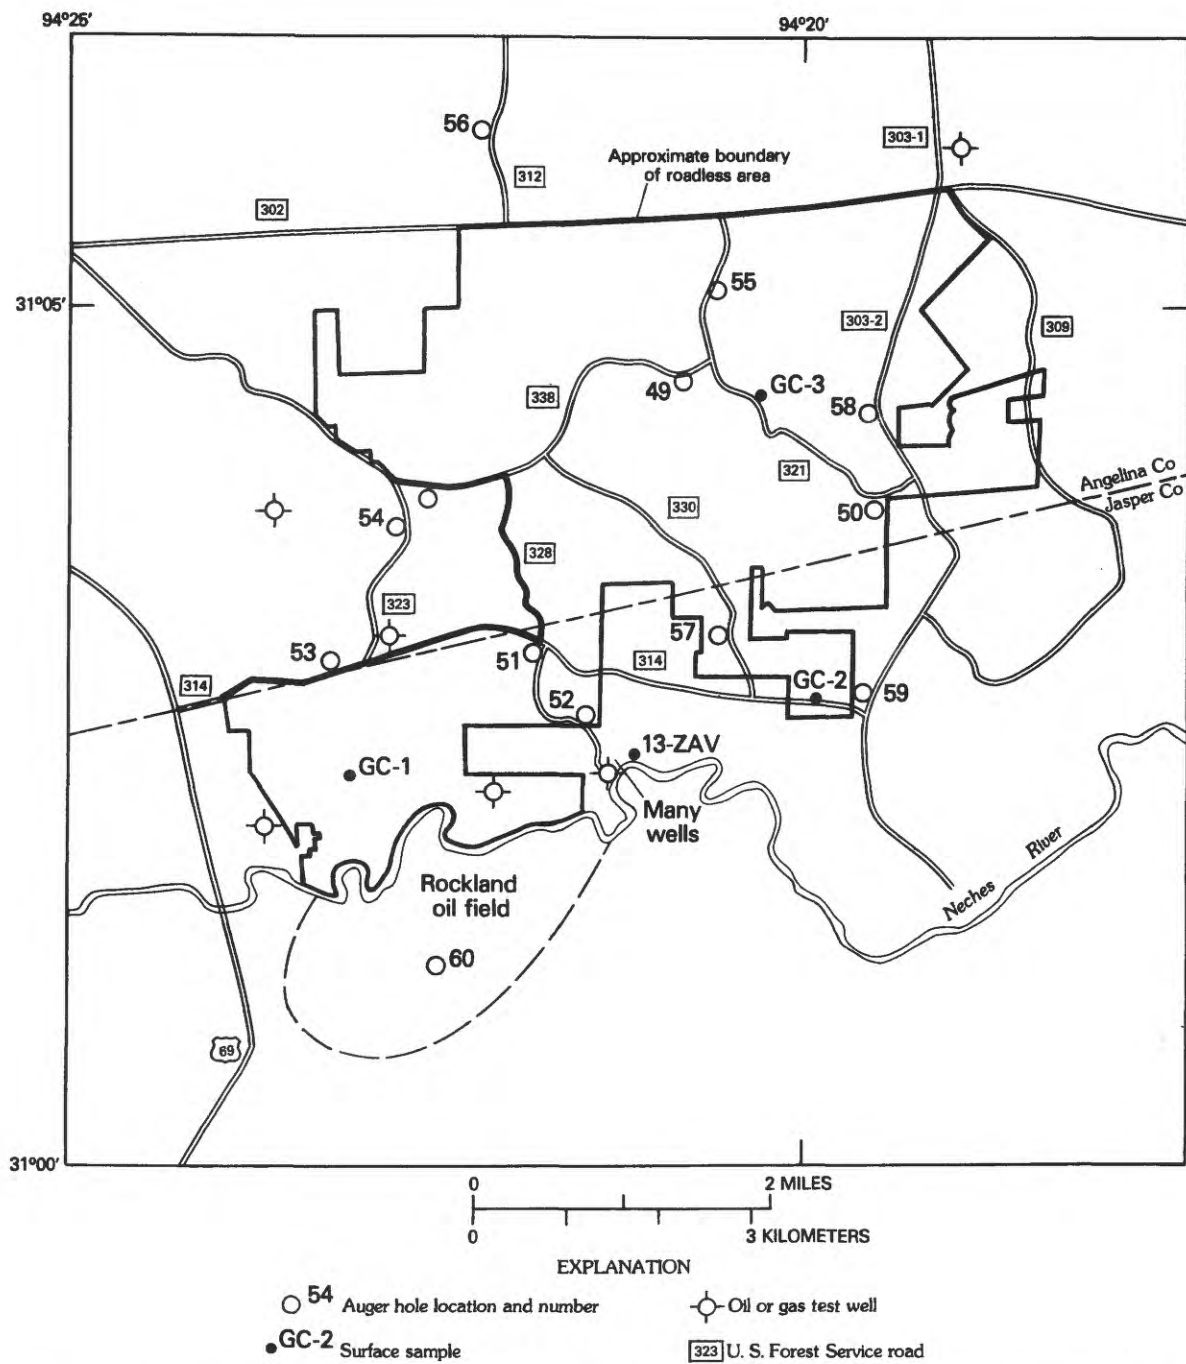 94°25'
94°20'
56
303-1
Approximate boundary
of roadless area
312
302
55
31°05'
303-2
309
49
GC-3
338
58
321
Angelina Co
Jasper Co
54
330
50
328
323
57
53
51
314
314
GC-2
59
52
13-ZAV
GC-1
Many
wells
River
Neches
Rockland
oil field
60
69
31°00'
0
2 MILES
0
3 KILOMETERS
EXPLANATION
54 Auger hole location and number
Oil or gas test well
GC-2 Surface sample
323 U. S. Forest Service road